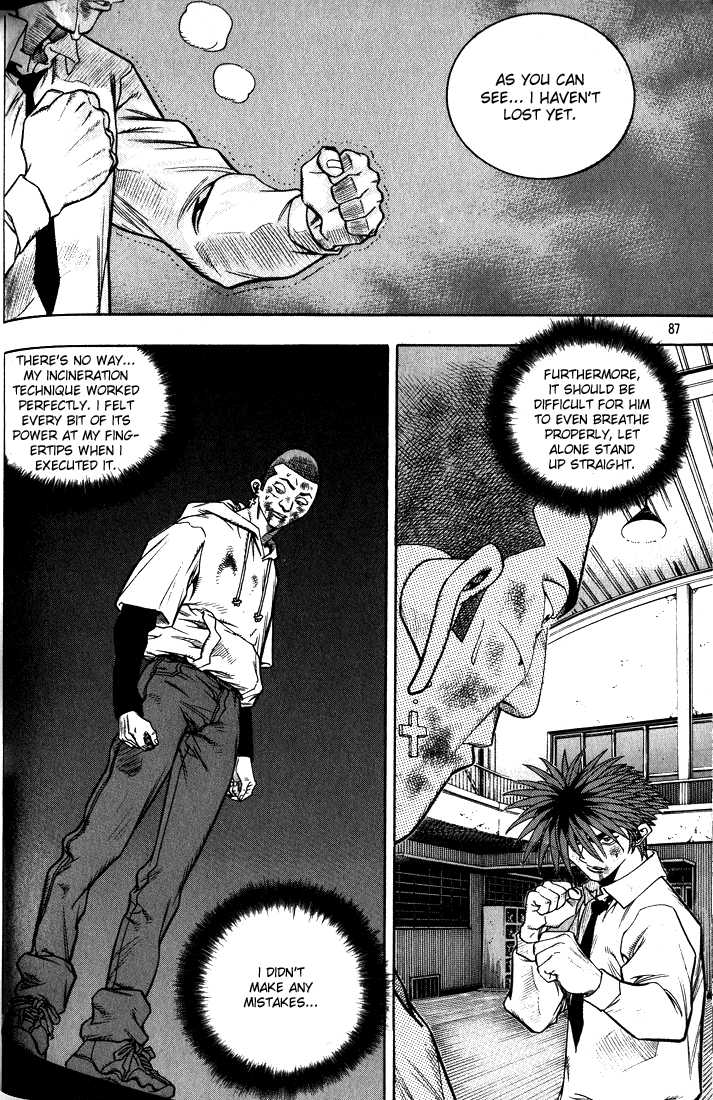 AS YOU CAN
SEE... I HAVEN'T
LOST YET.
87
THERE'S NO WAY...
MY INCINERATION
TECHNIQUE WORKED
PERFECTLY. I FELT
EVERY BIT OF ITS
POWER AT MY FING-
ERTIPS WHEN I
EXECUTED IT.
FURTHERMORE,
IT SHOULD BE
DIFFICULT FOR HIM
TO EVEN BREATHE
PROPERLY, LET
ALONE STAND
UP STRAIGHT.
I DIDN'T
MAKE ANY
MISTAKES...